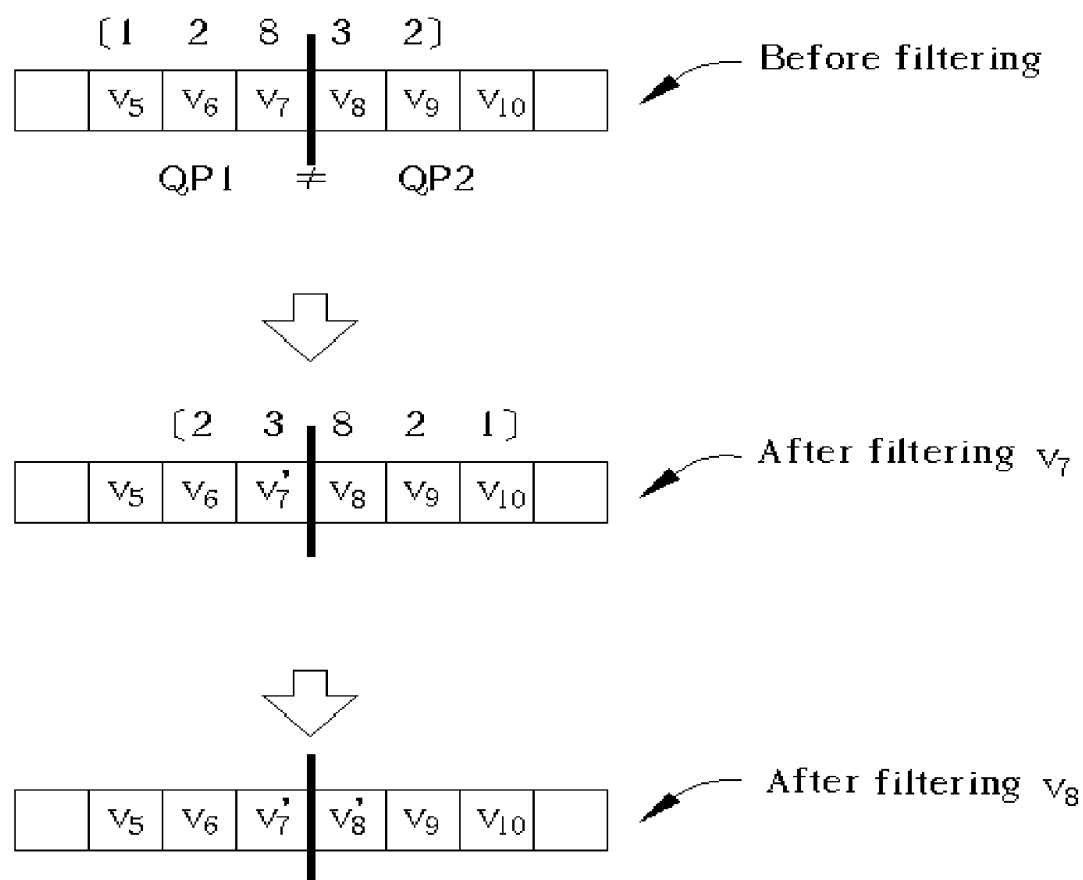 [1 2 8 3 2]
Before filtering
v5 v6 v7 v8 v9 v10
QP1 ≠ QP2
[2 3 8 2 1]
After filtering v7
v5 v6 v7' v8 v9 v10
After filtering v8
v5 v6 v7' v8' v9 v10